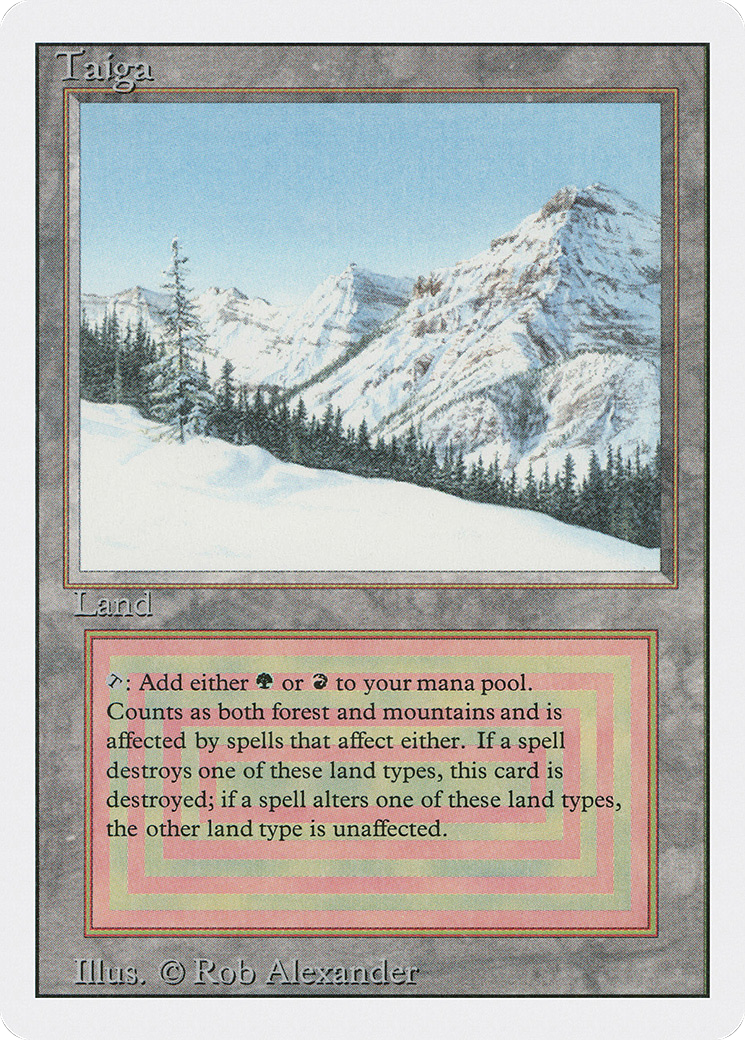 Taiga
Land
: Add either or to your mana pool.
Counts as both forest and mountains and is
affected by spells that affect either. If a spell
destroys one of these land types, this card is
destroyed; if a spell alters one of these land types,
the other land type is unaffected.
Illus. © Rob Alexander